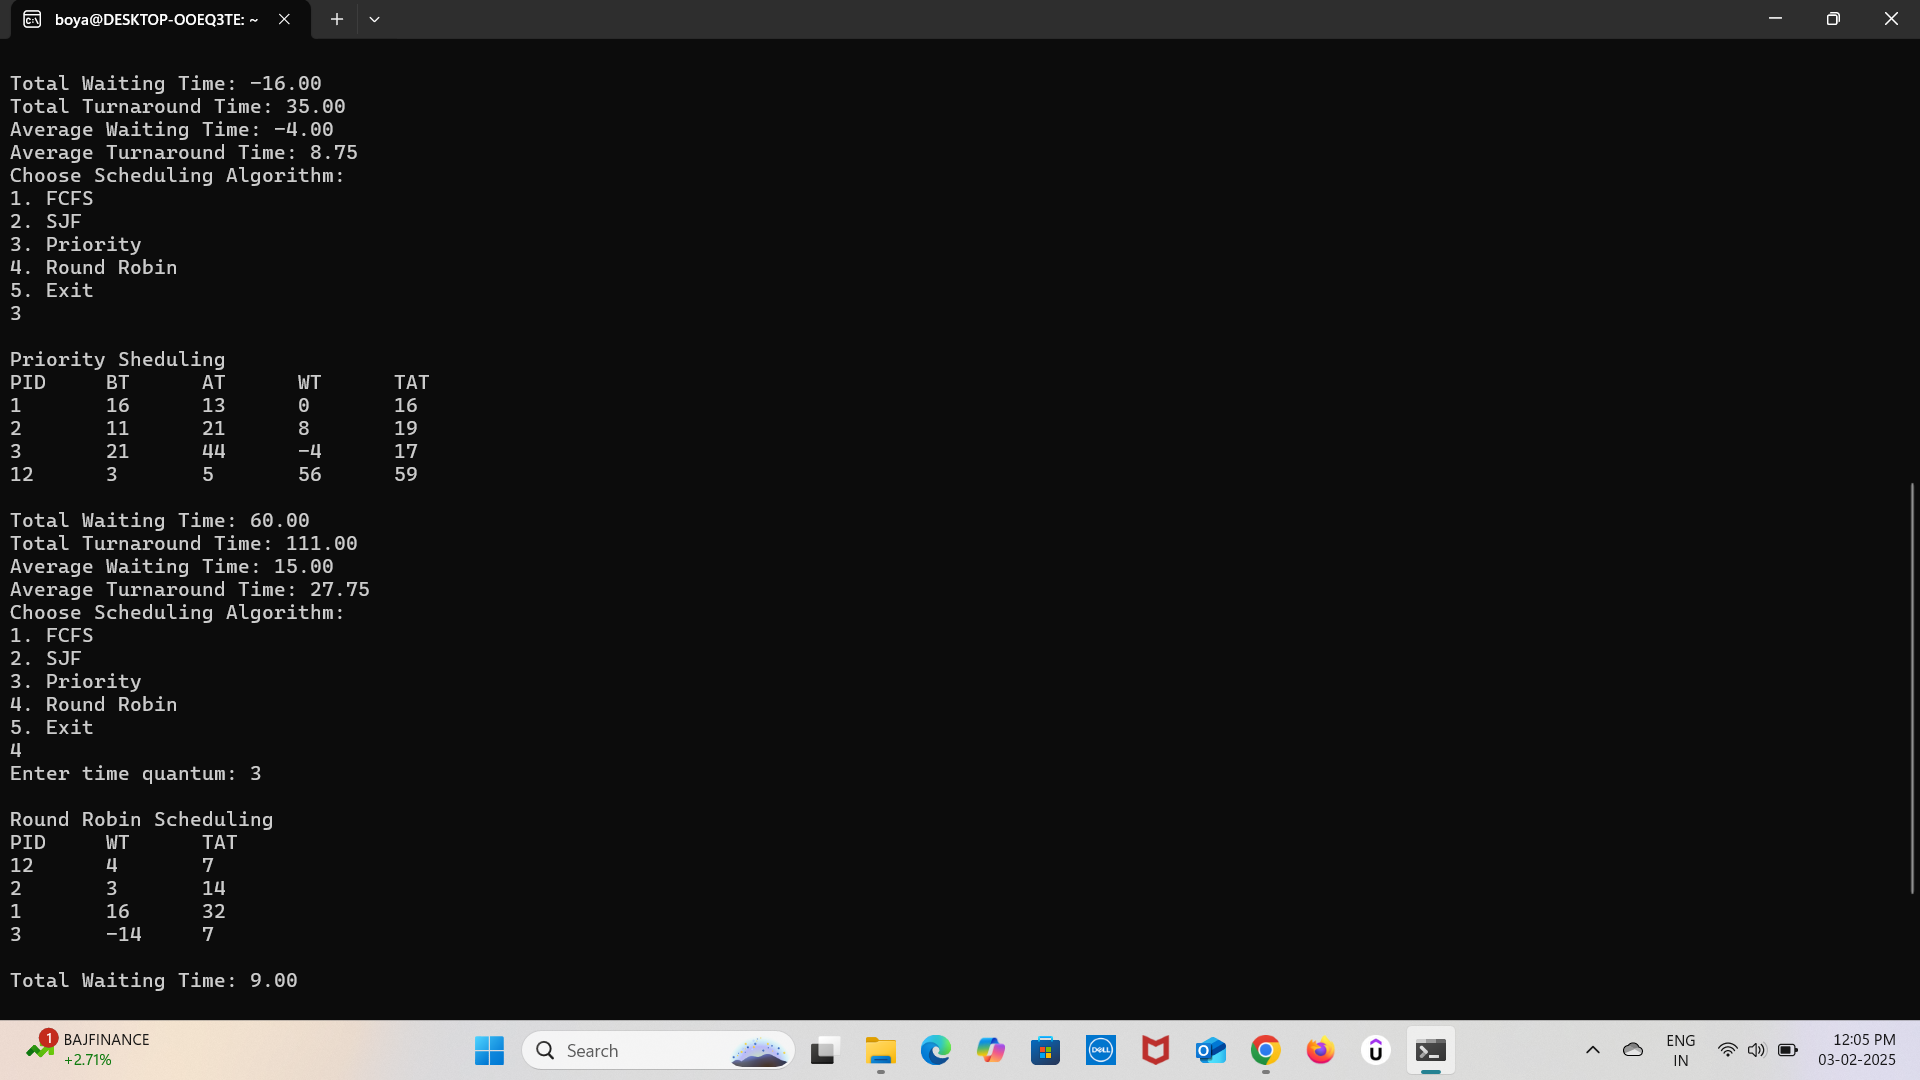 boya@DESKTOP-OOEQ3TE: ~
Total Waiting Time: -16.00
Total Turnaround Time: 35.00
Average Waiting Time: -4.00
Average Turnaround Time: 8.75
Choose Scheduling Algorithm:
1. FCFS
2. SJF
3. Priority
4. Round Robin
5. Exit
3
Priority Sheduling
PID BT AT WT TAT
1 16 13 0 16
2 11 21 8 19
3 21 44 -4 17
12 3 5 56 59
Total Waiting Time: 60.00
Total Turnaround Time: 111.00
Average Waiting Time: 15.00
Average Turnaround Time: 27.75
Choose Scheduling Algorithm:
1. FCFS
2. SJF
3. Priority
4. Round Robin
5. Exit
4
Enter time quantum: 3
Round Robin Scheduling
PID WT TAT
12 4 7
2 3 14
1 16 32
3 -14 7
Total Waiting Time: 9.00
1
BAJFINANCE
+2.71%
Search
DELL
ENG
IN
12:05 PM
03-02-2025